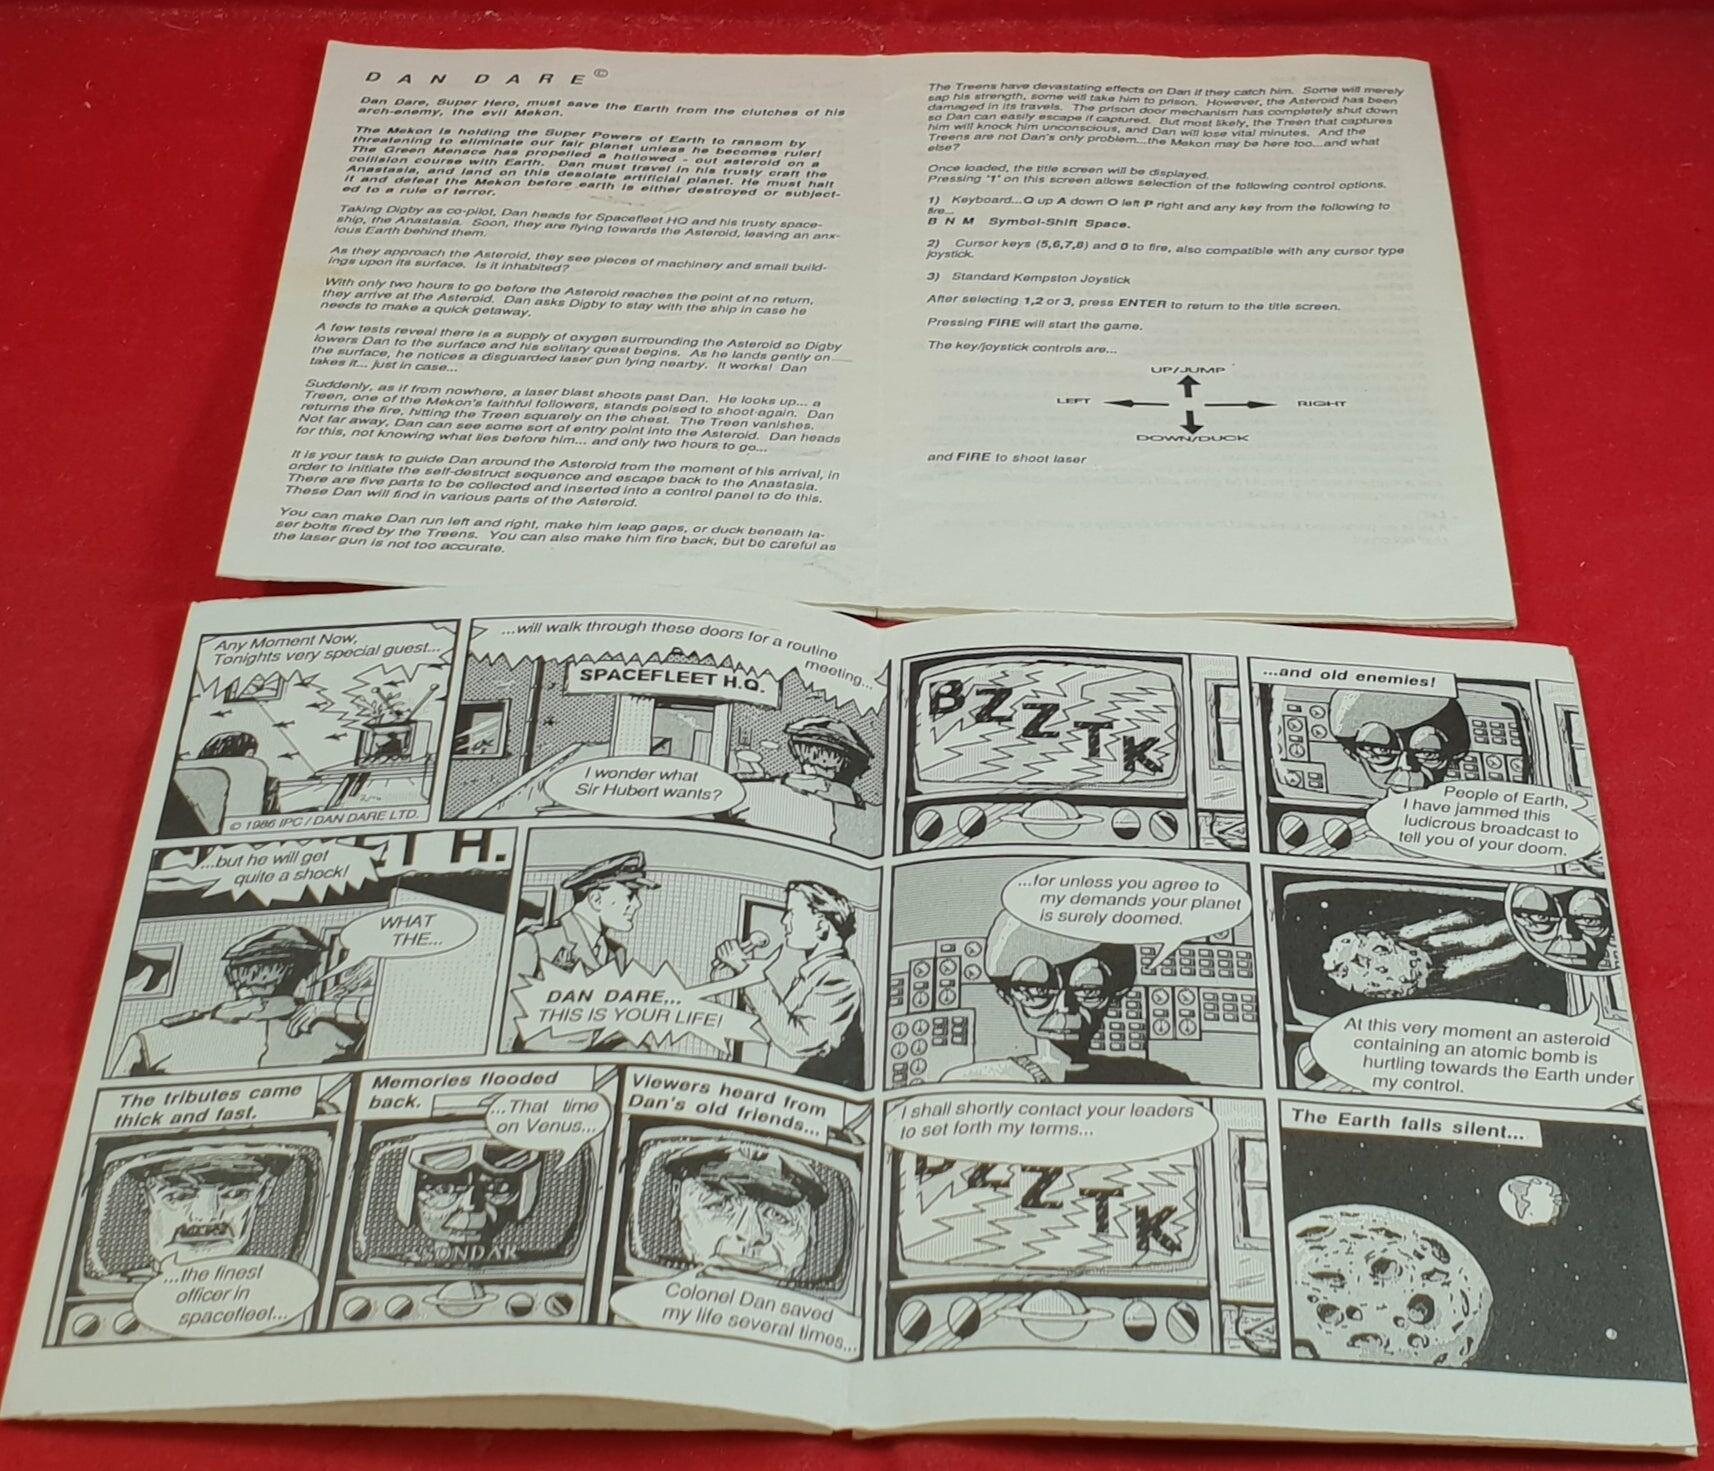 DAN DARE©
Dan Dare, Super Hero, must save the Earth from the clutches of his
arch-enemy, the evil Mekon.
The Mekon is holding the Super Powers of Earth to ransom by
threatening to eliminate our fair planet unless he becomes ruler!
The Green Menace has propelled a hollowed - out asteroid on a
collision course with Earth. Dan must travel in his trusty craft the
Anastasia, and land on this desolate artificial planet. He must halt
it and defeat the Mekon before earth is either destroyed or subject-
ed to a rule of terror.
Taking Digby as co-pilot, Dan heads for Spacefleet HQ and his trusty space-
ship, the Anastasia. Soon, they are flying towards the Asteroid, leaving an anx-
ious Earth behind them.
As they approach the Asteroid, they see pieces of machinery and small build-
ings upon its surface. Is it inhabited?
With only two hours to go before the Asteroid reaches the point of no return,
they arrive at the Asteroid. Dan asks Digby to stay with the ship in case he
needs to make a quick getaway.
A few tests reveal there is a supply of oxygen surrounding the Asteroid so Digby
lowers Dan to the surface and his solitary quest begins. As he lands gently on
the surface, he notices a disguarded laser gun lying nearby. It works! Dan
takes it... just in case...
Suddenly, as if from nowhere, a laser blast shoots past Dan. He looks up... a
Treen, one of the Mekon's faithful followers, stands poised to shoot again. Dan
returns the fire, hitting the Treen squarely on the chest. The Treen vanishes.
Not far away, Dan can see some sort of entry point into the Asteroid. Dan heads
for this, not knowing what lies before him... and only two hours to go...
It is your task to guide Dan around the Asteroid from the moment of his arrival, in
order to initiate the self-destruct sequence and escape back to the Anastasia.
There are five parts to be collected and inserted into a control panel to do this.
These Dan will find in various parts of the Asteroid.
You can make Dan run left and right, make him leap gaps, or duck beneath la-
ser bolts fired by the Treens. You can also make him fire back, but be careful as
the laser gun is not too accurate.
The Treens have devastating effects on Dan if they catch him. Some will merely
sap his strength, some will take him to prison. However, the Asteroid has been
damaged in its travels. The prison door mechanism has completely shut down
so Dan can easily escape if captured. But most likely, the Treen that captures
him will knock him unconscious, and Dan will lose vital minutes. And the
Treens are not Dan's only problem...the Mekon may be here too...and what
else?
Once loaded, the title screen will be displayed.
Pressing '1' on this screen allows selection of the following control options.
1) Keyboard...Q up A down O left P right and any key from the following to
fire...
B N M Symbol-Shift Space.
2) Cursor keys (5,6,7,8) and 0 to fire, also compatible with any cursor type
joystick.
3) Standard Kempston Joystick
After selecting 1,2 or 3, press ENTER to return to the title screen.
Pressing FIRE will start the game.
The key/joystick controls are...
UP/JUMP
LEFT RIGHT
DOWN/DUCK
and FIRE to shoot laser
Any Moment Now,
Tonights very special guest...
© 1986 IPC / DAN DARE LTD.
...will walk through these doors for a routine
meeting...
SPACEFLEET H.Q.
I wonder what
Sir Hubert wants?
...but he will get
quite a shock!
T H.
WHAT
THE...
DAN DARE...
THIS IS YOUR LIFE!
The tributes came
thick and fast.
...the finest
officer in
spacefleet...
Memories flooded
back.
...That time
on Venus...
SONDAR
Viewers heard from
Dan's old friends...
Colonel Dan saved
my life several times...
BZZTK
...and old enemies!
People of Earth,
I have jammed this
ludicrous broadcast to
tell you of your doom.
...for unless you agree to
my demands your planet
is surely doomed.
At this very moment an asteroid
containing an atomic bomb is
hurtling towards the Earth under
my control.
I shall shortly contact your leaders
to set forth my terms...
BZZTK
The Earth falls silent...